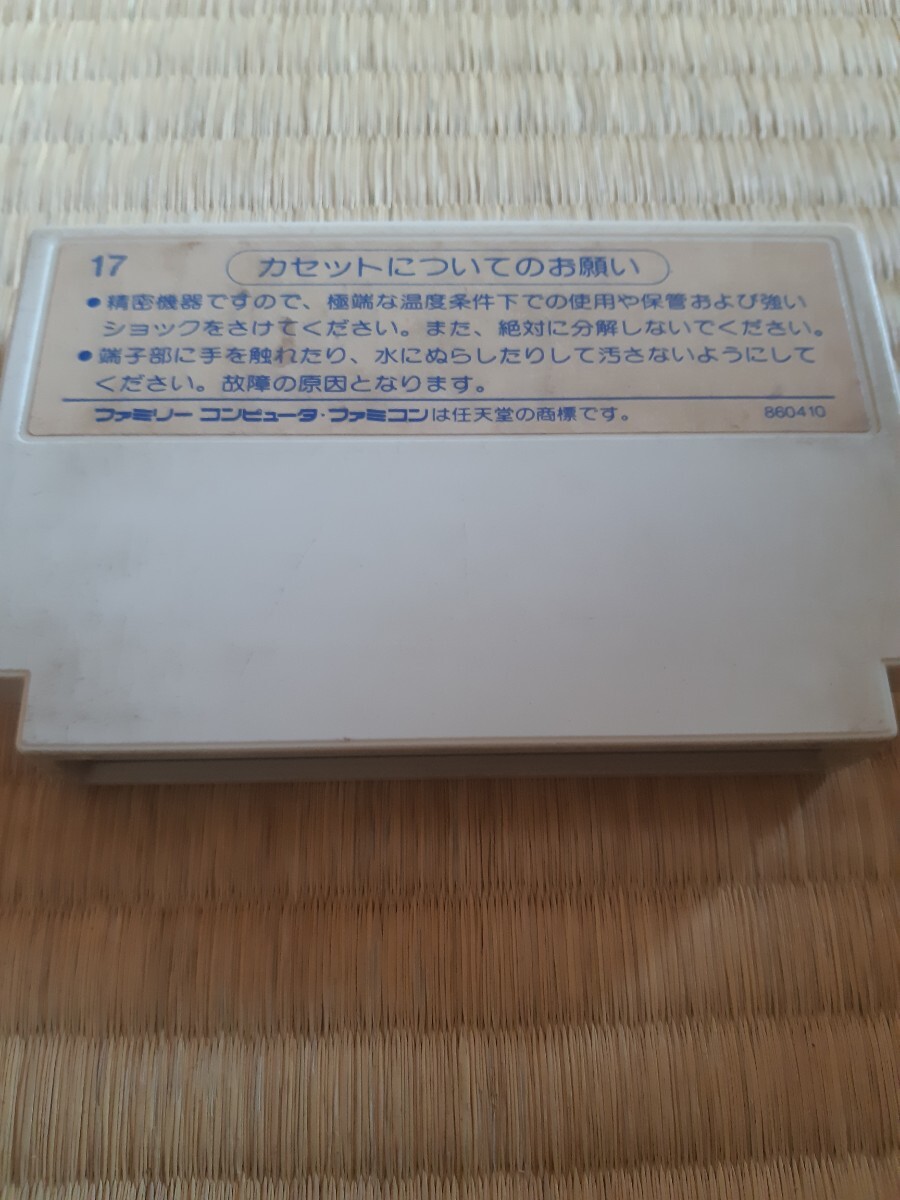 17 カセットについてのお願い
●精密機器ですので、極端な温度条件下での使用や保管および強い
ショックをさけてください。また、絶対に分解しないでください。
●端子部に手を触れたり、水にぬらしたりして汚さないようにして
ください。故障の原因となります。
ファミリー コンピュータ・ファミコンは任天堂の商標です。 860410